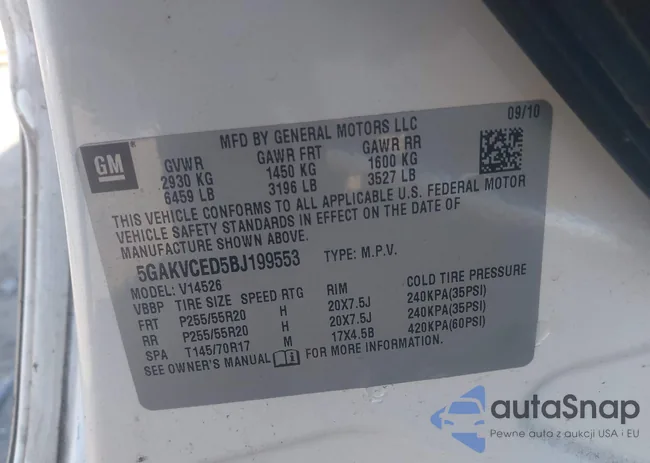 09/10
MFD BY GENERAL MOTORS LLC
GM
GVWR GAWR FRT GAWR RR
2930 KG 1450 KG 1600 KG
6459 LB 3196 LB 3527 LB
THIS VEHICLE CONFORMS TO ALL APPLICABLE U.S. FEDERAL MOTOR
VEHICLE SAFETY STANDARDS IN EFFECT ON THE DATE OF
MANUFACTURE SHOWN ABOVE.
5GAKVCED5BJ199553 TYPE: M.P.V.
MODEL: V14526
VBBP TIRE SIZE SPEED RTG RIM COLD TIRE PRESSURE
FRT P255/55R20 H 20X7.5J 240KPA(35PSI)
RR P255/55R20 H 20X7.5J 240KPA(35PSI)
SPA T145/70R17 M 17X4.5B 420KPA(60PSI)
SEE OWNER'S MANUAL i FOR MORE INFORMATION.
autaSnap
Pewne auto z aukcji USA i EU